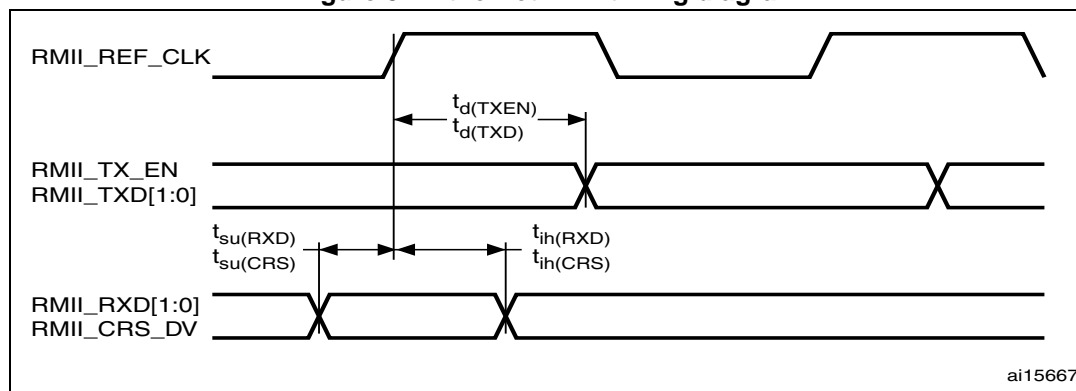 RMII_REF_CLK
td(TXEN)
td(TXD)
RMII_TX_EN
RMII_TXD[1:0]
tsu(RXD)
tsu(CRS)
tih(RXD)
tih(CRS)
RMII_RXD[1:0]
RMII_CRS_DV
ai15667